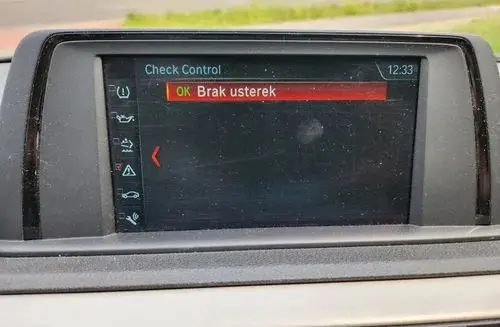 Check Control
12:33
OK Brak usterek